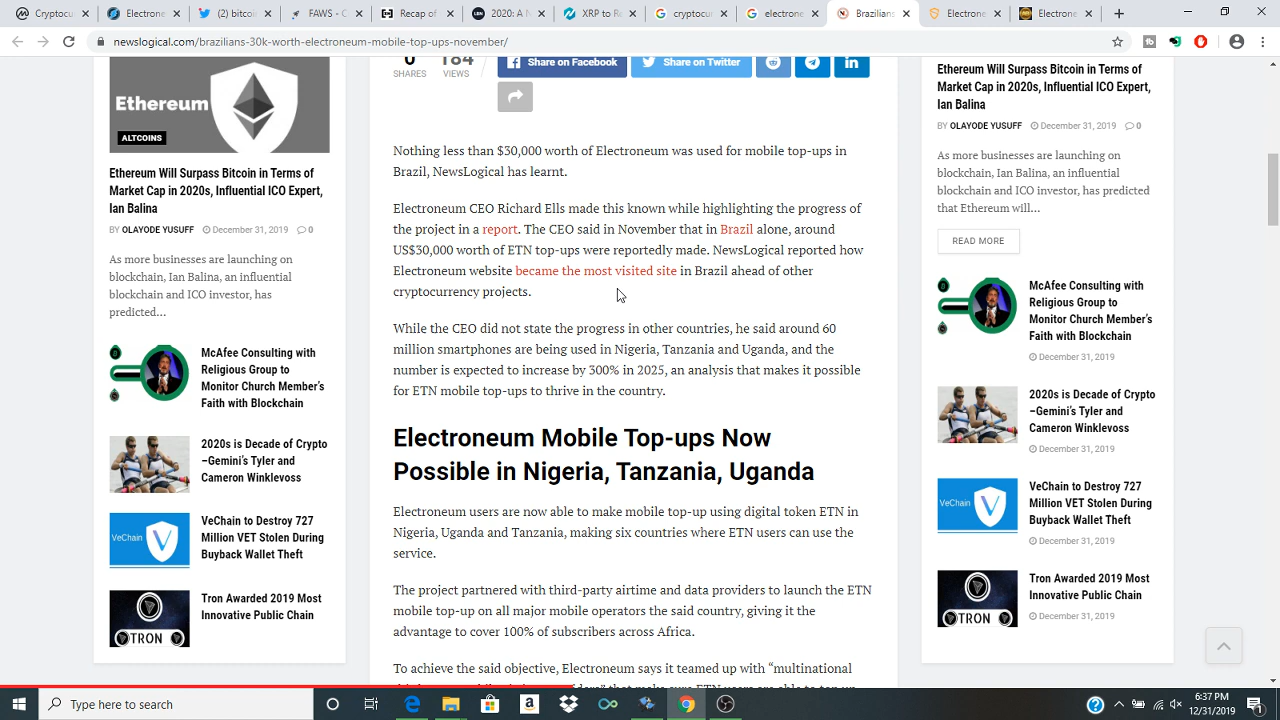 Cryptocu
Electrone
(2) bitcoin
FAWS - C
Recap of
2020: A N
XRP to Re
cryptocur
electrone
Brazilians
Electrone
Electrone
newslogical.com/brazilians-30k-worth-electroneum-mobile-top-ups-november/
Ethereum
ALTCOINS
Ethereum Will Surpass Bitcoin in Terms of
Market Cap in 2020s, Influential ICO Expert,
Ian Balina
BY OLAYODE YUSUFF December 31, 2019 0
As more businesses are launching on
blockchain, Ian Balina, an influential
blockchain and ICO investor, has
predicted…
McAfee Consulting with
Religious Group to
Monitor Church Member's
Faith with Blockchain
2020s is Decade of Crypto
–Gemini's Tyler and
Cameron Winklevoss
VeChain
VeChain to Destroy 727
Million VET Stolen During
Buyback Wallet Theft
TRON
Tron Awarded 2019 Most
Innovative Public Chain
0 184
SHARES VIEWS
Share on Facebook
Share on Twitter
Nothing less than $30,000 worth of Electroneum was used for mobile top-ups in
Brazil, NewsLogical has learnt.
Electroneum CEO Richard Ells made this known while highlighting the progress of
the project in a report. The CEO said in November that in Brazil alone, around
US$30,000 worth of ETN top-ups were reportedly made. NewsLogical reported how
Electroneum website became the most visited site in Brazil ahead of other
cryptocurrency projects.
While the CEO did not state the progress in other countries, he said around 60
million smartphones are being used in Nigeria, Tanzania and Uganda, and the
number is expected to increase by 300% in 2025, an analysis that makes it possible
for ETN mobile top-ups to thrive in the country.
Electroneum Mobile Top-ups Now
Possible in Nigeria, Tanzania, Uganda
Electroneum users are now able to make mobile top-up using digital token ETN in
Nigeria, Uganda and Tanzania, making six countries where ETN users can use the
service.
The project partnered with third-party airtime and data providers to launch the ETN
mobile top-up on all major mobile operators the said country, giving it the
advantage to cover 100% of subscribers across Africa.
To achieve the said objective, Electroneum says it teamed up with “multinational
Ethereum Will Surpass Bitcoin in Terms of
Market Cap in 2020s, Influential ICO Expert,
Ian Balina
BY OLAYODE YUSUFF December 31, 2019 0
As more businesses are launching on
blockchain, Ian Balina, an influential
blockchain and ICO investor, has predicted
that Ethereum will…
READ MORE
McAfee Consulting with
Religious Group to
Monitor Church Member's
Faith with Blockchain
December 31, 2019
2020s is Decade of Crypto
–Gemini's Tyler and
Cameron Winklevoss
December 31, 2019
VeChain
VeChain to Destroy 727
Million VET Stolen During
Buyback Wallet Theft
December 31, 2019
TRON
Tron Awarded 2019 Most
Innovative Public Chain
December 31, 2019
Type here to search
6:37 PM
12/31/2019